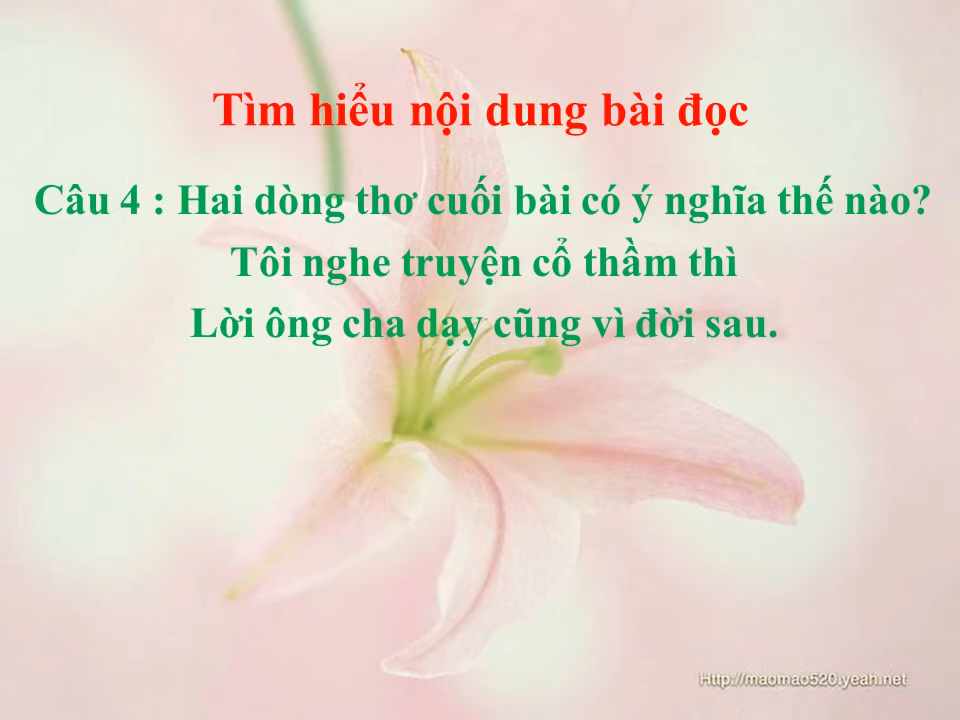 Tìm hiểu nội dung bài đọc
Câu 4 : Hai dòng thơ cuối bài có ý nghĩa thế nào?
Tôi nghe truyện cổ thầm thì
Lời ông cha dạy cũng vì đời sau.
Http://maomao520.yeah.net